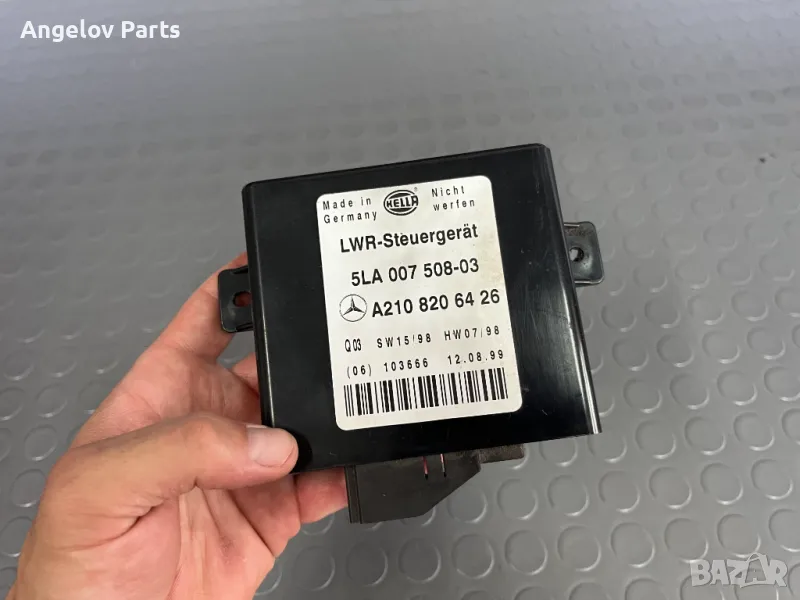 Angelov Parts
Made in Germany
HELLA
Nicht werfen
LWR-Steuergerät
5LA 007 508-03
A210 820 64 26
Q03 SW15/98 HW07/98
(06) 103666 12.08.99
BAZAR